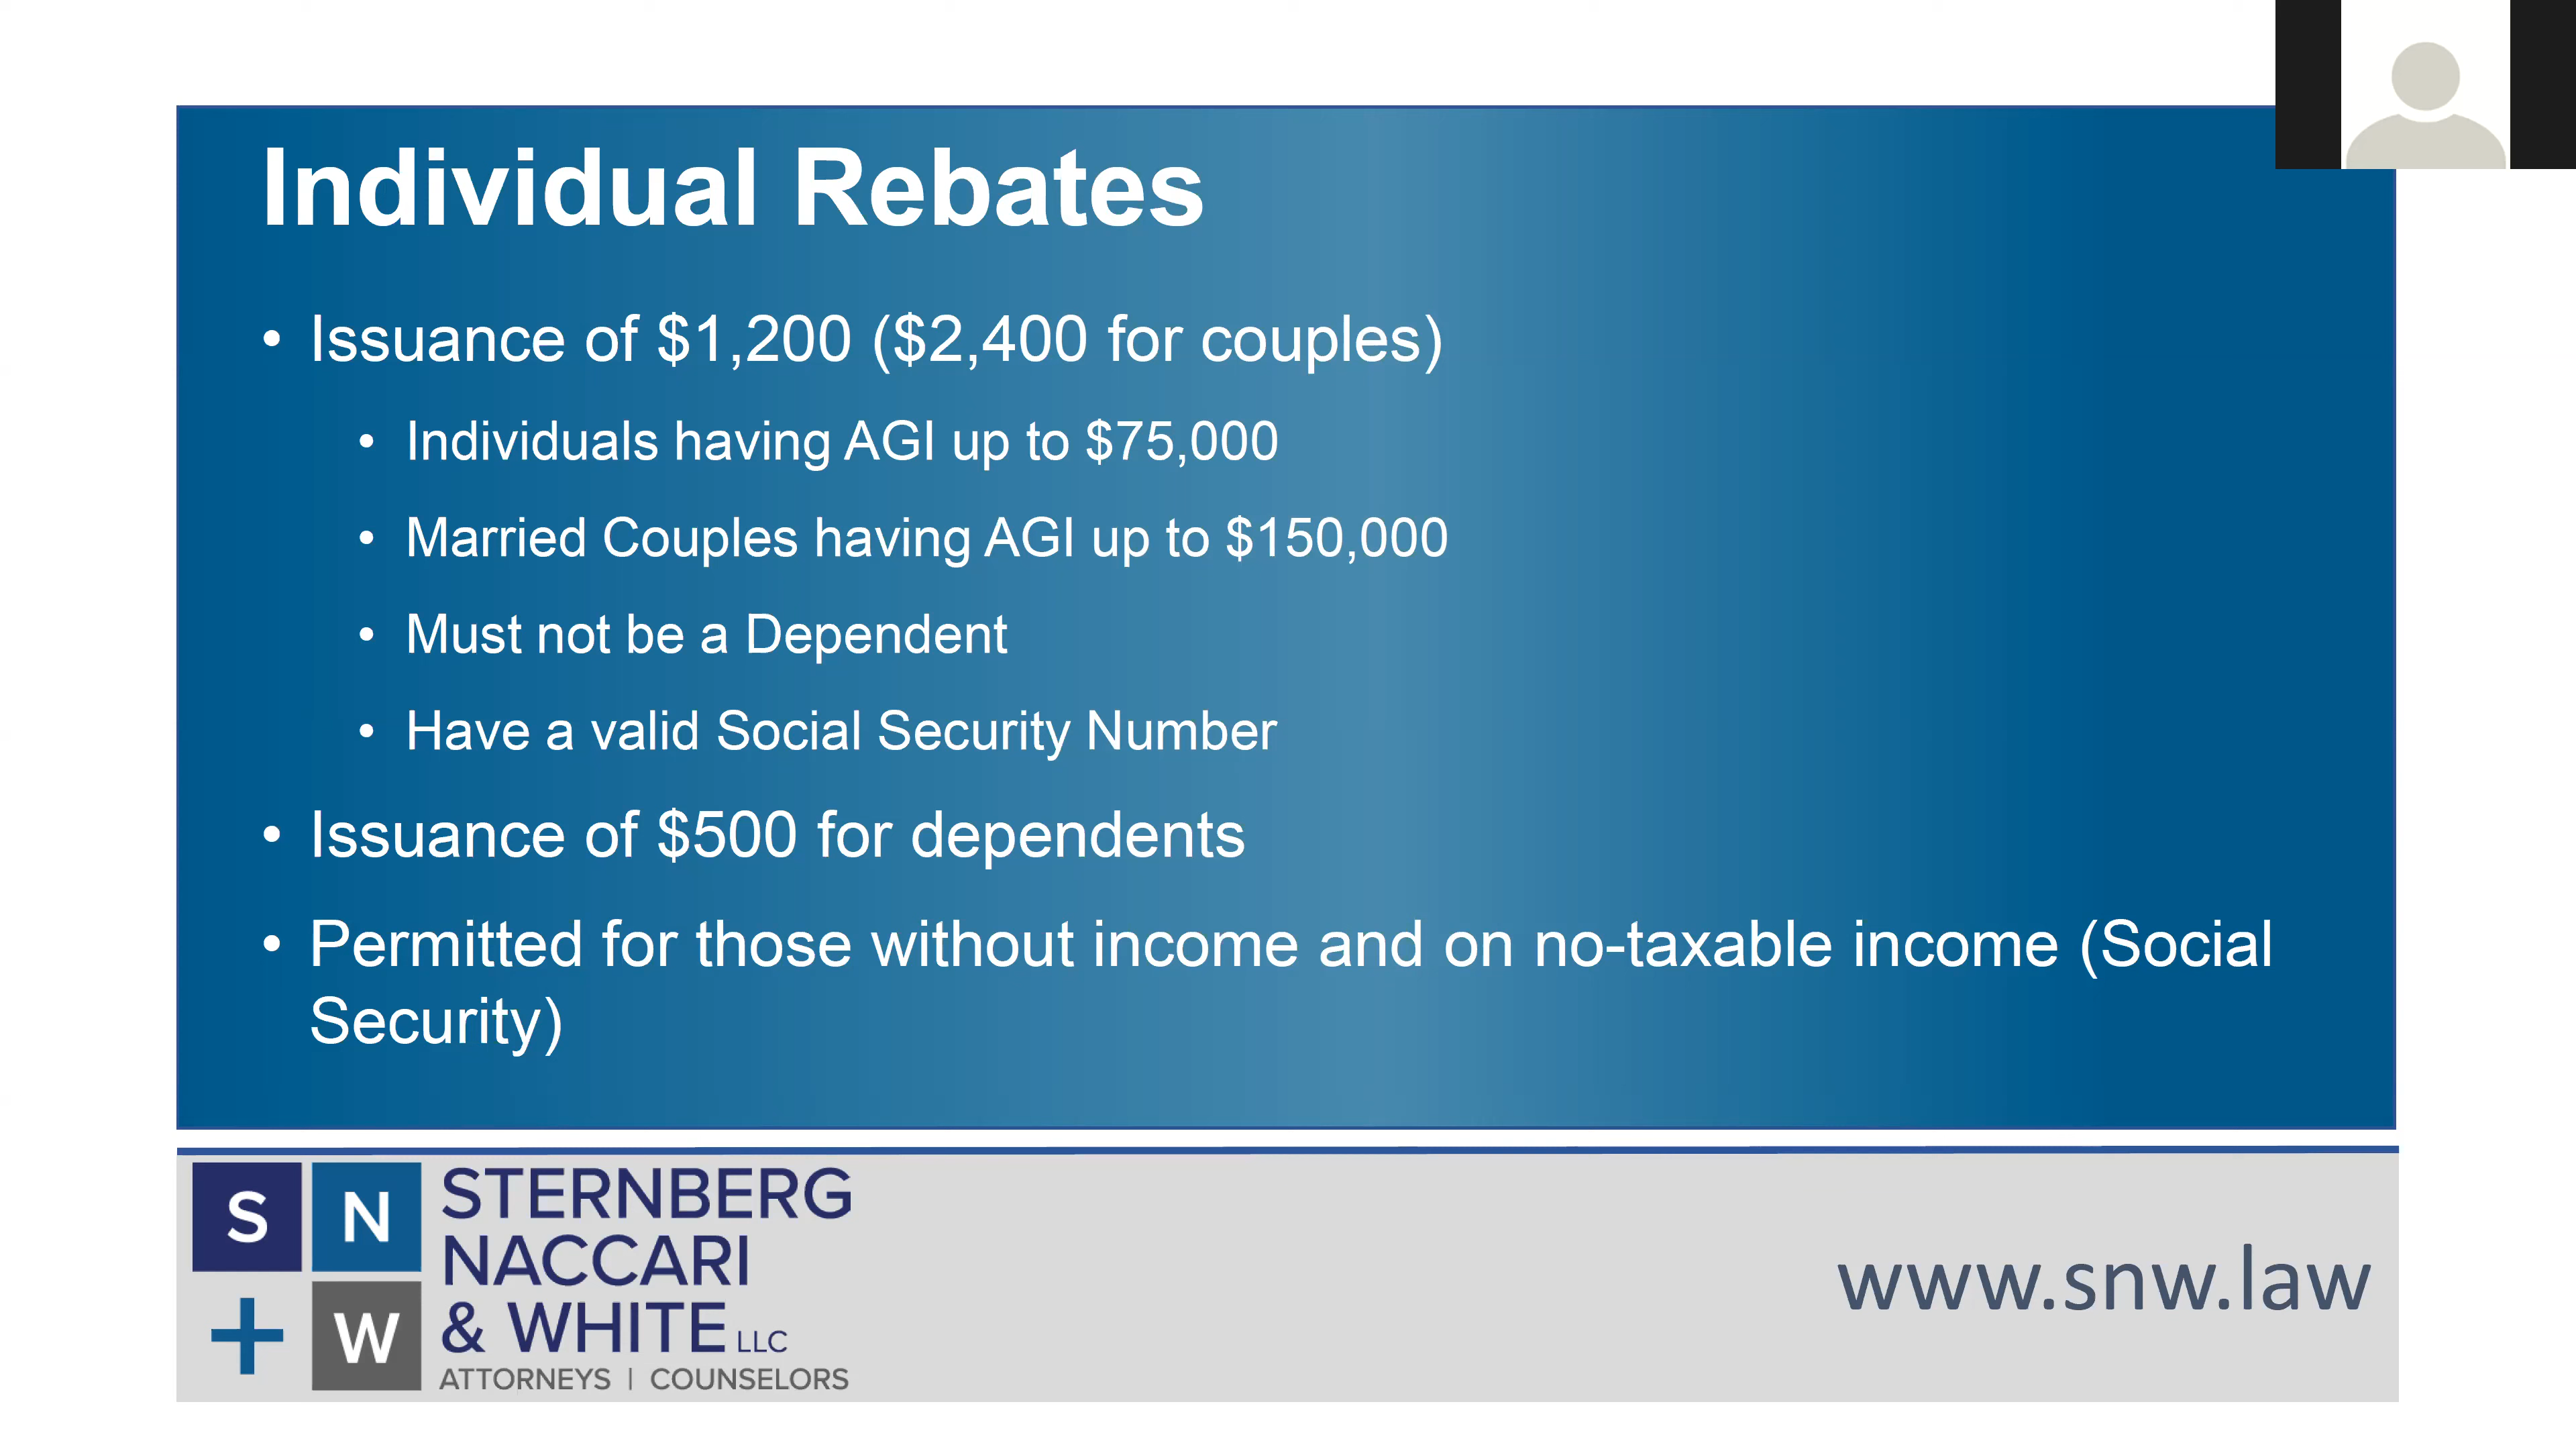 Individual Rebates
• Issuance of $1,200 ($2,400 for couples)
• Individuals having AGI up to $75,000
• Married Couples having AGI up to $150,000
• Must not be a Dependent
• Have a valid Social Security Number
• Issuance of $500 for dependents
• Permitted for those without income and on no-taxable income (Social
Security)
S N
+ W
STERNBERG
NACCARI
& WHITE LLC
ATTORNEYS | COUNSELORS
www.snw.law